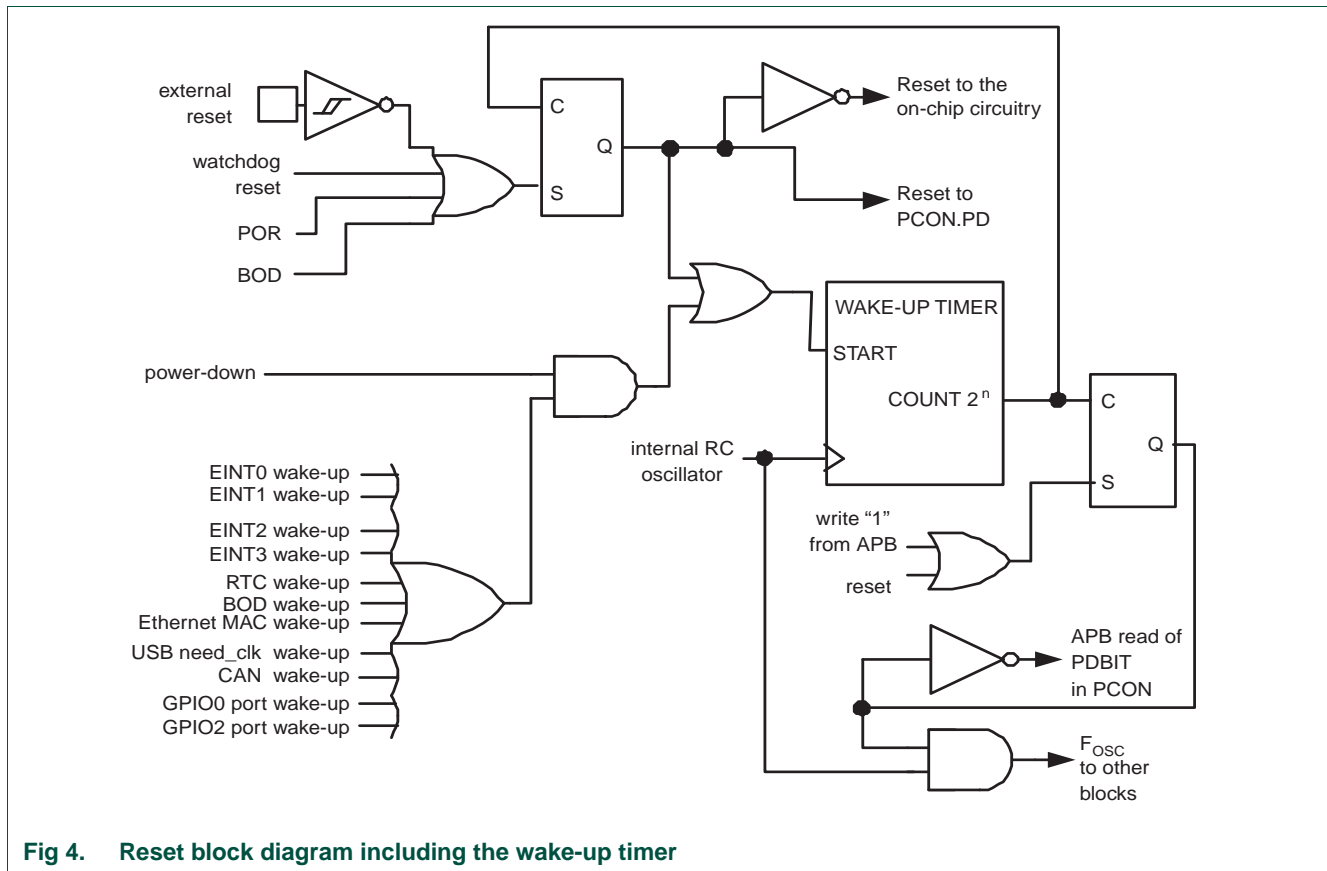 external
reset
watchdog
reset
POR
BOD
C
Q
S
Reset to the
on-chip circuitry
Reset to
PCON.PD
WAKE-UP TIMER
START
COUNT 2n
power-down
internal RC
oscillator
C
Q
S
EINT0 wake-up
EINT1 wake-up
EINT2 wake-up
EINT3 wake-up
RTC wake-up
BOD wake-up
Ethernet MAC wake-up
USB need_clk wake-up
CAN wake-up
GPIO0 port wake-up
GPIO2 port wake-up
write “1”
from APB
reset
APB read of
PDBIT
in PCON
FOSC
to other
blocks
Fig 4. Reset block diagram including the wake-up timer